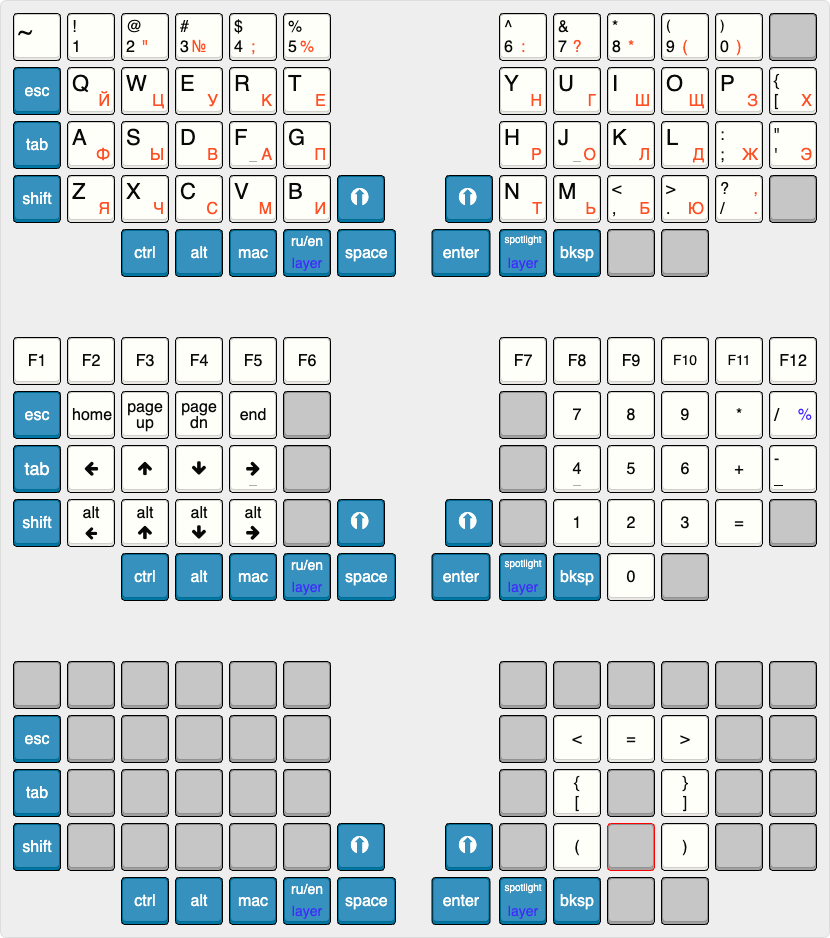 ~ ! @ # $ % ^ & * ( )
1 2 " 3 № 4 ; 5 % 6 : 7 ? 8 * 9 ( 0 )
esc Q Й W Ц E У R К T Е Y Н U Г I Ш O Щ P З { [ Х
tab A Ф S Ы D В F _ А G П H Р J _ О K Л L Д : ; Ж " ' Э
shift Z Я X Ч C С V М B И N Т M Ь < , Б > . Ю ? , / .
ctrl alt mac ru/en layer space enter spotlight layer bksp
F1 F2 F3 F4 F5 F6 F7 F8 F9 F10 F11 F12
esc home page up page dn end 7 8 9 * / %
tab ← ↑ ↓ → _ 4 _ 5 6 + - _
shift alt ← alt ↑ alt ↓ alt → 1 2 3 =
ctrl alt mac ru/en layer space enter spotlight layer bksp 0
esc < = >
tab { [ } ]
shift ( )
ctrl alt mac ru/en layer space enter spotlight layer bksp